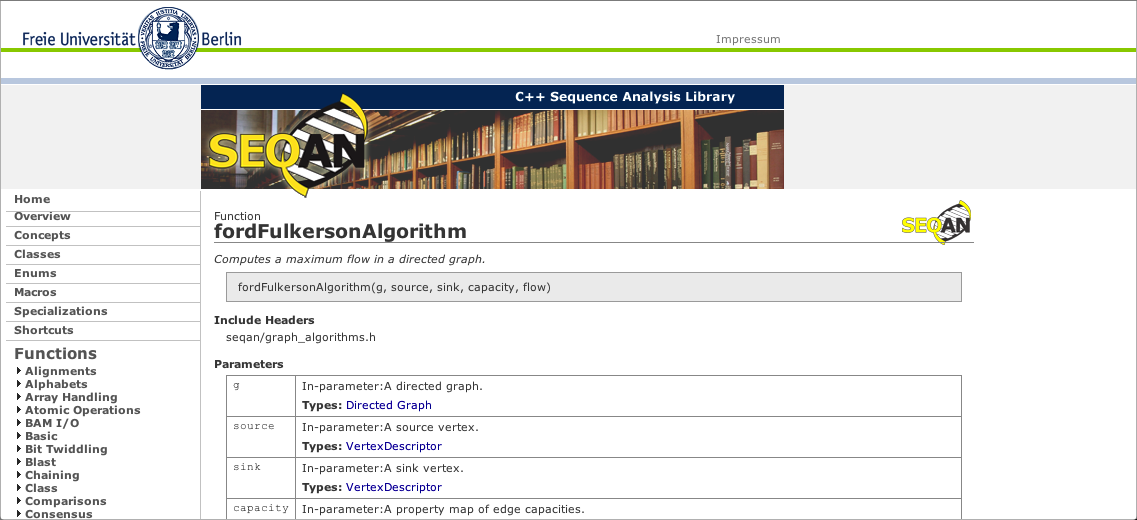 Freie Universität Berlin
Impressum
C++ Sequence Analysis Library
SEQAN
Home
Overview
Concepts
Classes
Enums
Macros
Specializations
Shortcuts
Functions
Alignments
Alphabets
Array Handling
Atomic Operations
BAM I/O
Basic
Bit Twiddling
Blast
Chaining
Class
Comparisons
Consensus
Function
fordFulkersonAlgorithm
SEQAN
Computes a maximum flow in a directed graph.
fordFulkersonAlgorithm(g, source, sink, capacity, flow)
Include Headers
seqan/graph_algorithms.h
Parameters
g In-parameter:A directed graph.
Types: Directed Graph
source In-parameter:A source vertex.
Types: VertexDescriptor
sink In-parameter:A sink vertex.
Types: VertexDescriptor
capacity In-parameter:A property map of edge capacities.